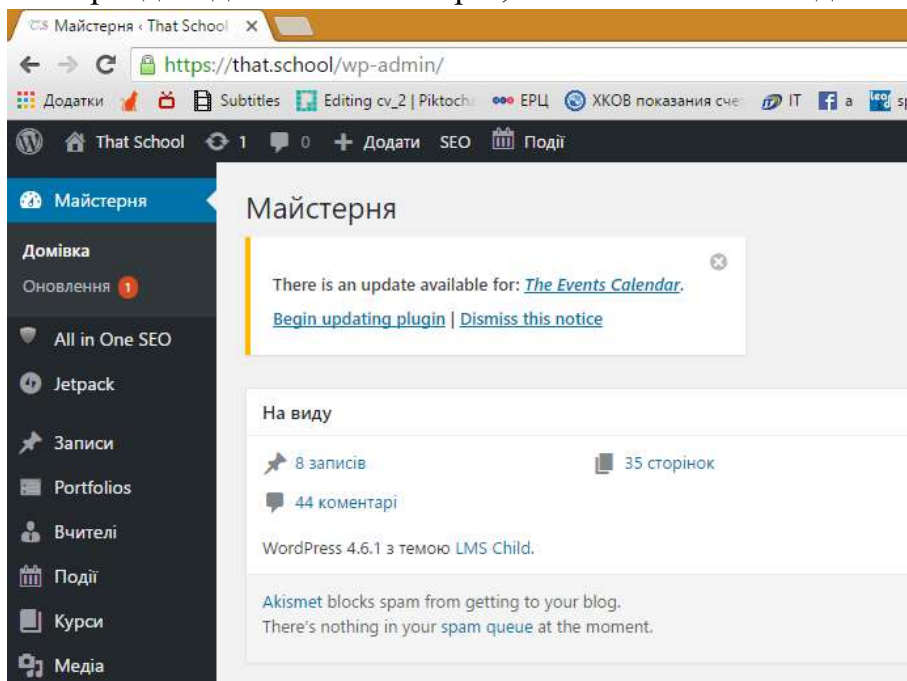 Майстерня ‹ That School
https://that.school/wp-admin/
Додатки Subtitles Editing cv_2 | Piktoch ЕРЦ ХКОВ показания сче IT a
That School 1 0 + Додати SEO Події
Майстерня
Домівка
Оновлення 1
All in One SEO
Jetpack
Записи
Portfolios
Вчителі
Події
Курси
Медіа
Майстерня
There is an update available for: The Events Calendar.
Begin updating plugin | Dismiss this notice
На виду
8 записів 35 сторінок
44 коментарі
WordPress 4.6.1 з темою LMS Child.
Akismet blocks spam from getting to your blog.
There's nothing in your spam queue at the moment.